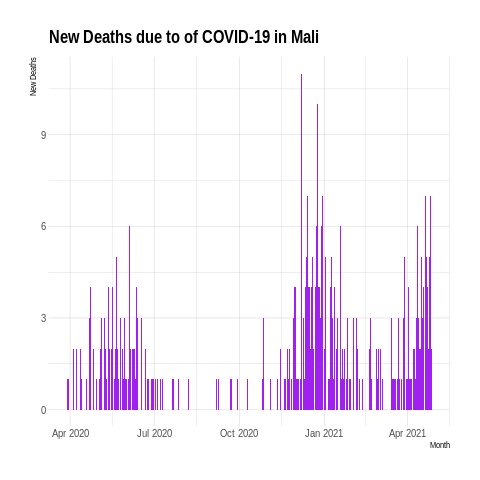 New Deaths due to of COVID-19 in Mali
New Deaths
9
6
3
0
Apr 2020 Jul 2020 Oct 2020 Jan 2021 Apr 2021
Month